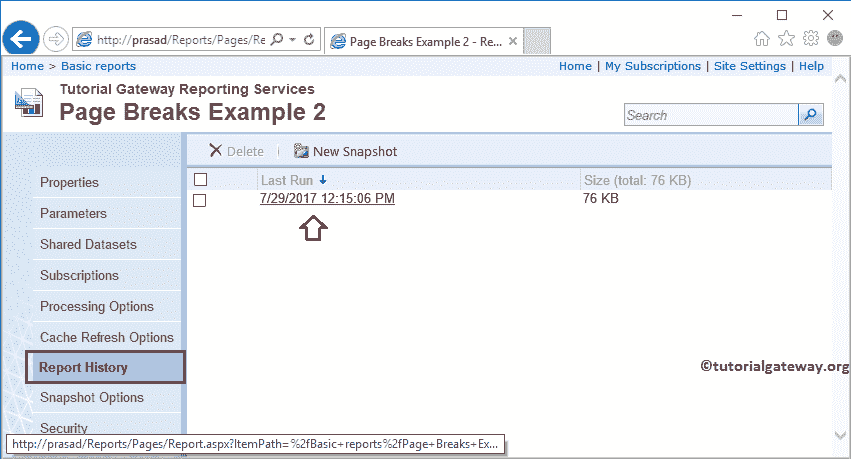 http://prasad/Reports/Pages/Re
Page Breaks Example 2 - Re...
Home > Basic reports
Home | My Subscriptions | Site Settings | Help
Tutorial Gateway Reporting Services
Page Breaks Example 2
Search
Delete
New Snapshot
Properties
Parameters
Shared Datasets
Subscriptions
Processing Options
Cache Refresh Options
Report History
Snapshot Options
Security
Last Run
Size (total: 76 KB)
7/29/2017 12:15:06 PM
76 KB
©tutorialgateway.org
http://prasad/Reports/Pages/Report.aspx?ItemPath=%2fBasic+reports%2fPage+Breaks+Ex...